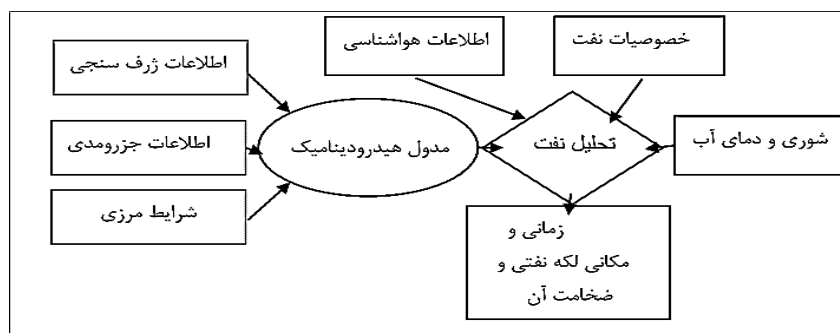 خصوصیات نفت
اطلاعات هواشناسی
اطلاعات ژرف سنجی
شوری و دمای آب
تحلیل نفت
مدول هیدرودینامیک
اطلاعات جزرومدی
شرایط مرزی
زمانی و
مکانی لکه نفتی و
ضخامت آن